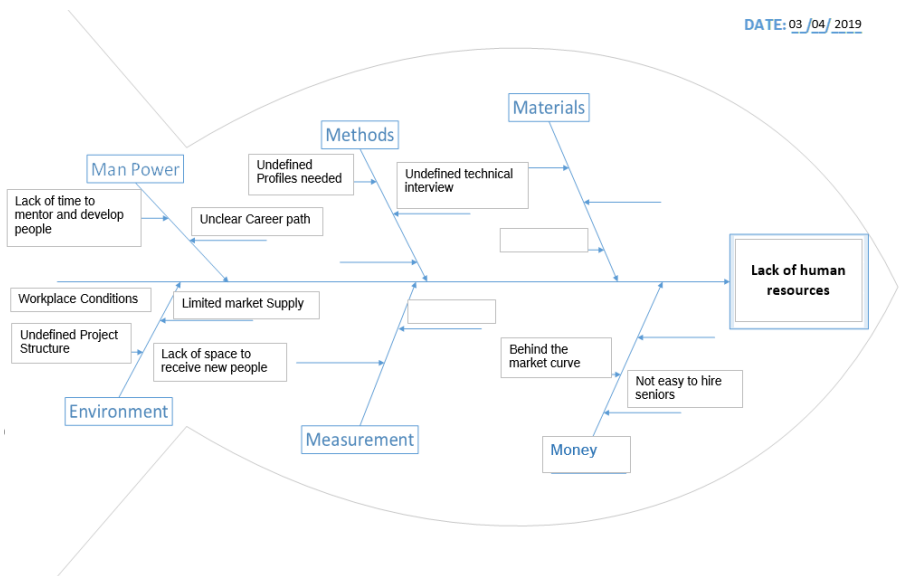 DATE: 03 /04/ 2019
Materials
Methods
Man Power
Undefined
Profiles needed
Undefined technical
interview
Lack of time to
mentor and develop
people
Unclear Career path
Lack of human
resources
Workplace Conditions
Limited market Supply
Undefined Project
Structure
Lack of space to
receive new people
Behind the
market curve
Not easy to hire
seniors
Environment
Measurement
Money